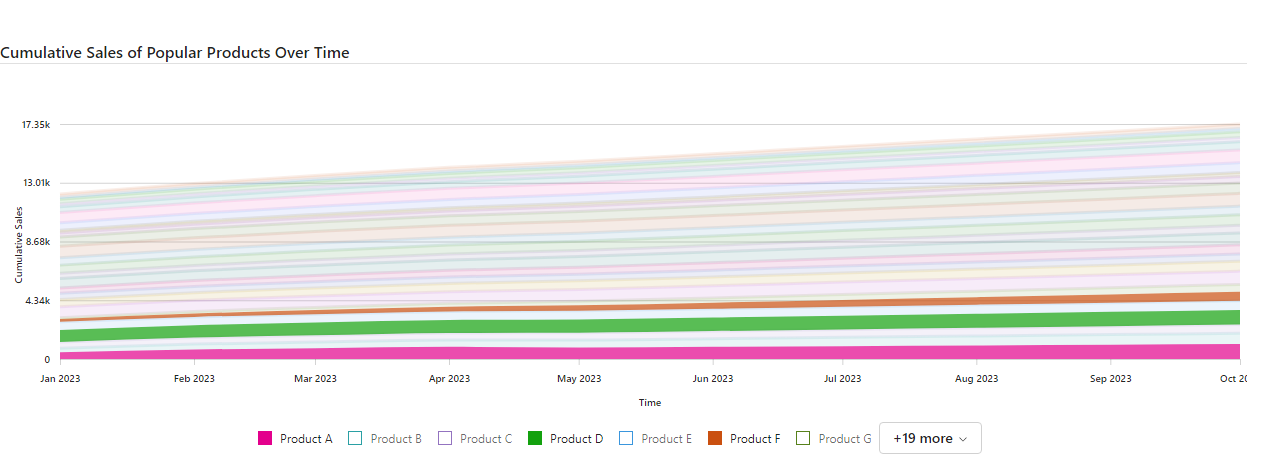 Cumulative Sales of Popular Products Over Time
17.35k
13.01k
8.68k
4.34k
0
Cumulative Sales
Jan 2023 Feb 2023 Mar 2023 Apr 2023 May 2023 Jun 2023 Jul 2023 Aug 2023 Sep 2023 Oct 20
Time
Product A Product B Product C Product D Product E Product F Product G +19 more